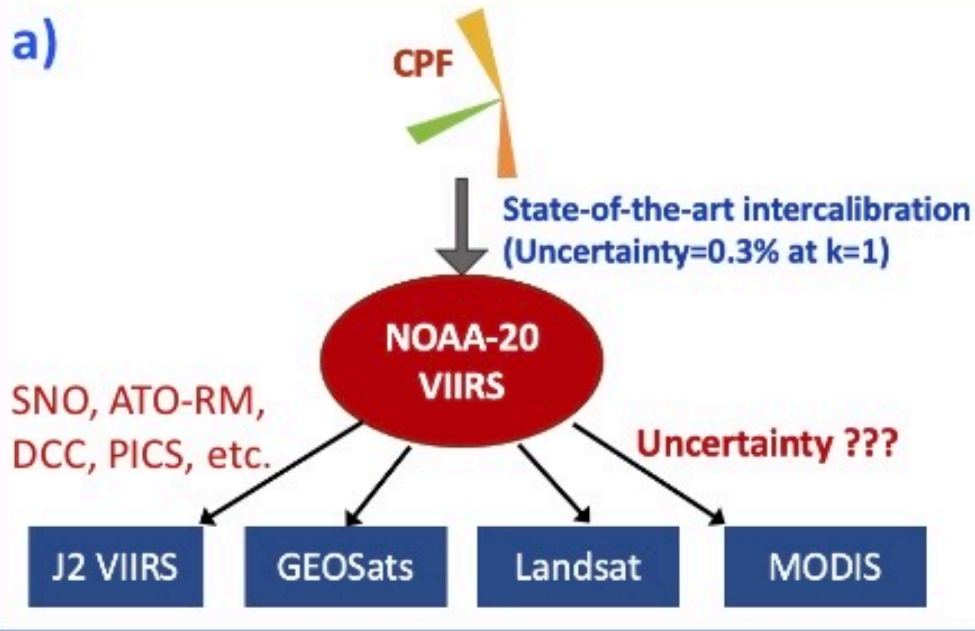 a)
CPF
State-of-the-art intercalibration
(Uncertainty=0.3% at k=1)
NOAA-20
VIIRS
SNO, ATO-RM,
DCC, PICS, etc.
Uncertainty ???
J2 VIIRS
GEOSats
Landsat
MODIS